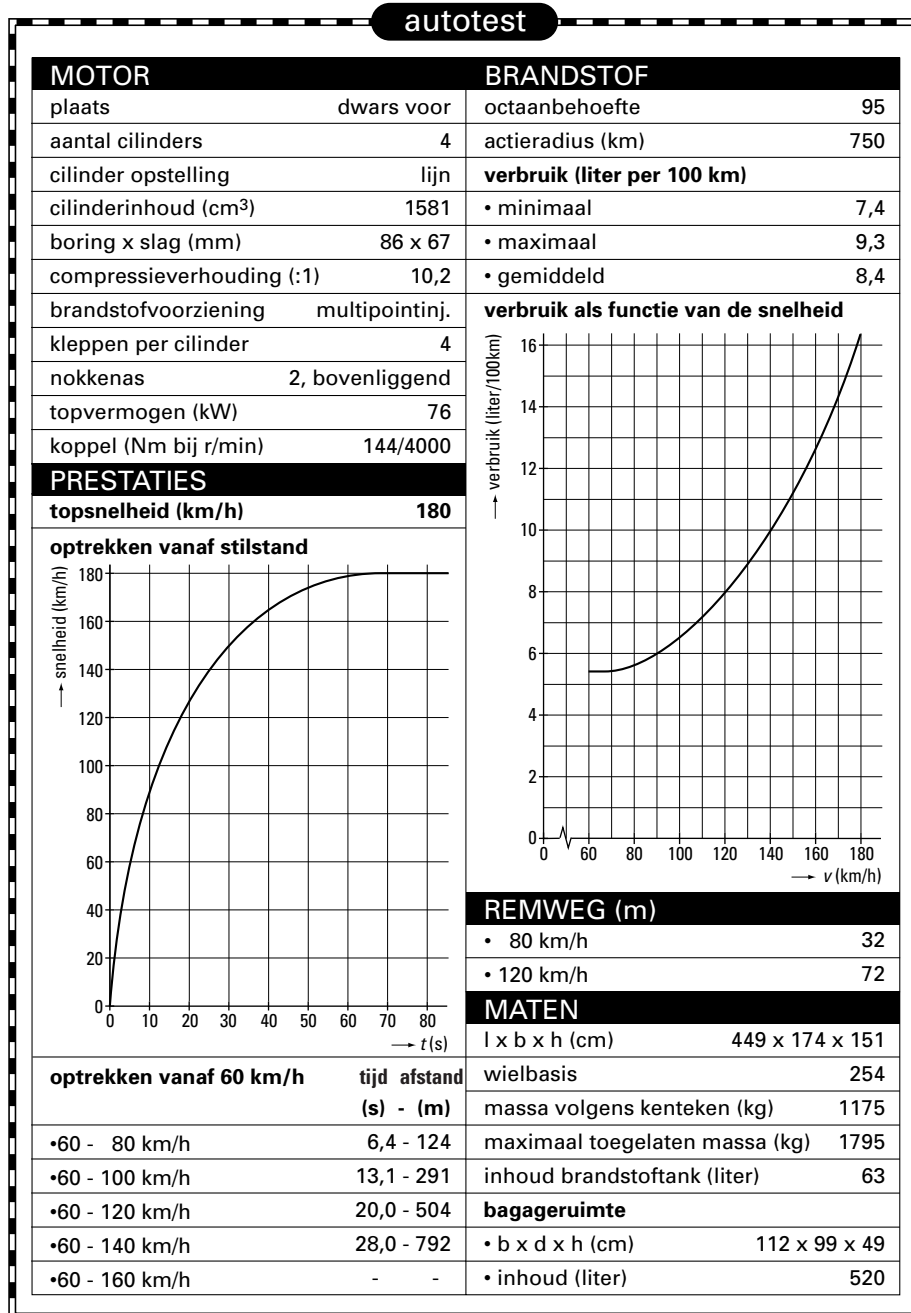 autotest
MOTOR
plaats dwars voor
aantal cilinders 4
cilinder opstelling lijn
cilinderinhoud (cm³) 1581
boring x slag (mm) 86 x 67
compressieverhouding (:1) 10,2
brandstofvoorziening multipointinj.
kleppen per cilinder 4
nokkenas 2, bovenliggend
topvermogen (kW) 76
koppel (Nm bij r/min) 144/4000
PRESTATIES
topsnelheid (km/h) 180
optrekken vanaf stilstand
snelheid (km/h)
180
160
140
120
100
80
60
40
20
0
0 10 20 30 40 50 60 70 80
t (s)
optrekken vanaf 60 km/h tijd afstand
(s) - (m)
•60 - 80 km/h 6,4 - 124
•60 - 100 km/h 13,1 - 291
•60 - 120 km/h 20,0 - 504
•60 - 140 km/h 28,0 - 792
•60 - 160 km/h - -
BRANDSTOF
octaanbehoefte 95
actieradius (km) 750
verbruik (liter per 100 km)
• minimaal 7,4
• maximaal 9,3
• gemiddeld 8,4
verbruik als functie van de snelheid
verbruik (liter/100km)
16
14
12
10
8
6
4
2
0
0 60 80 100 120 140 160 180
v (km/h)
REMWEG (m)
• 80 km/h 32
• 120 km/h 72
MATEN
l x b x h (cm) 449 x 174 x 151
wielbasis 254
massa volgens kenteken (kg) 1175
maximaal toegelaten massa (kg) 1795
inhoud brandstoftank (liter) 63
bagageruimte
• b x d x h (cm) 112 x 99 x 49
• inhoud (liter) 520